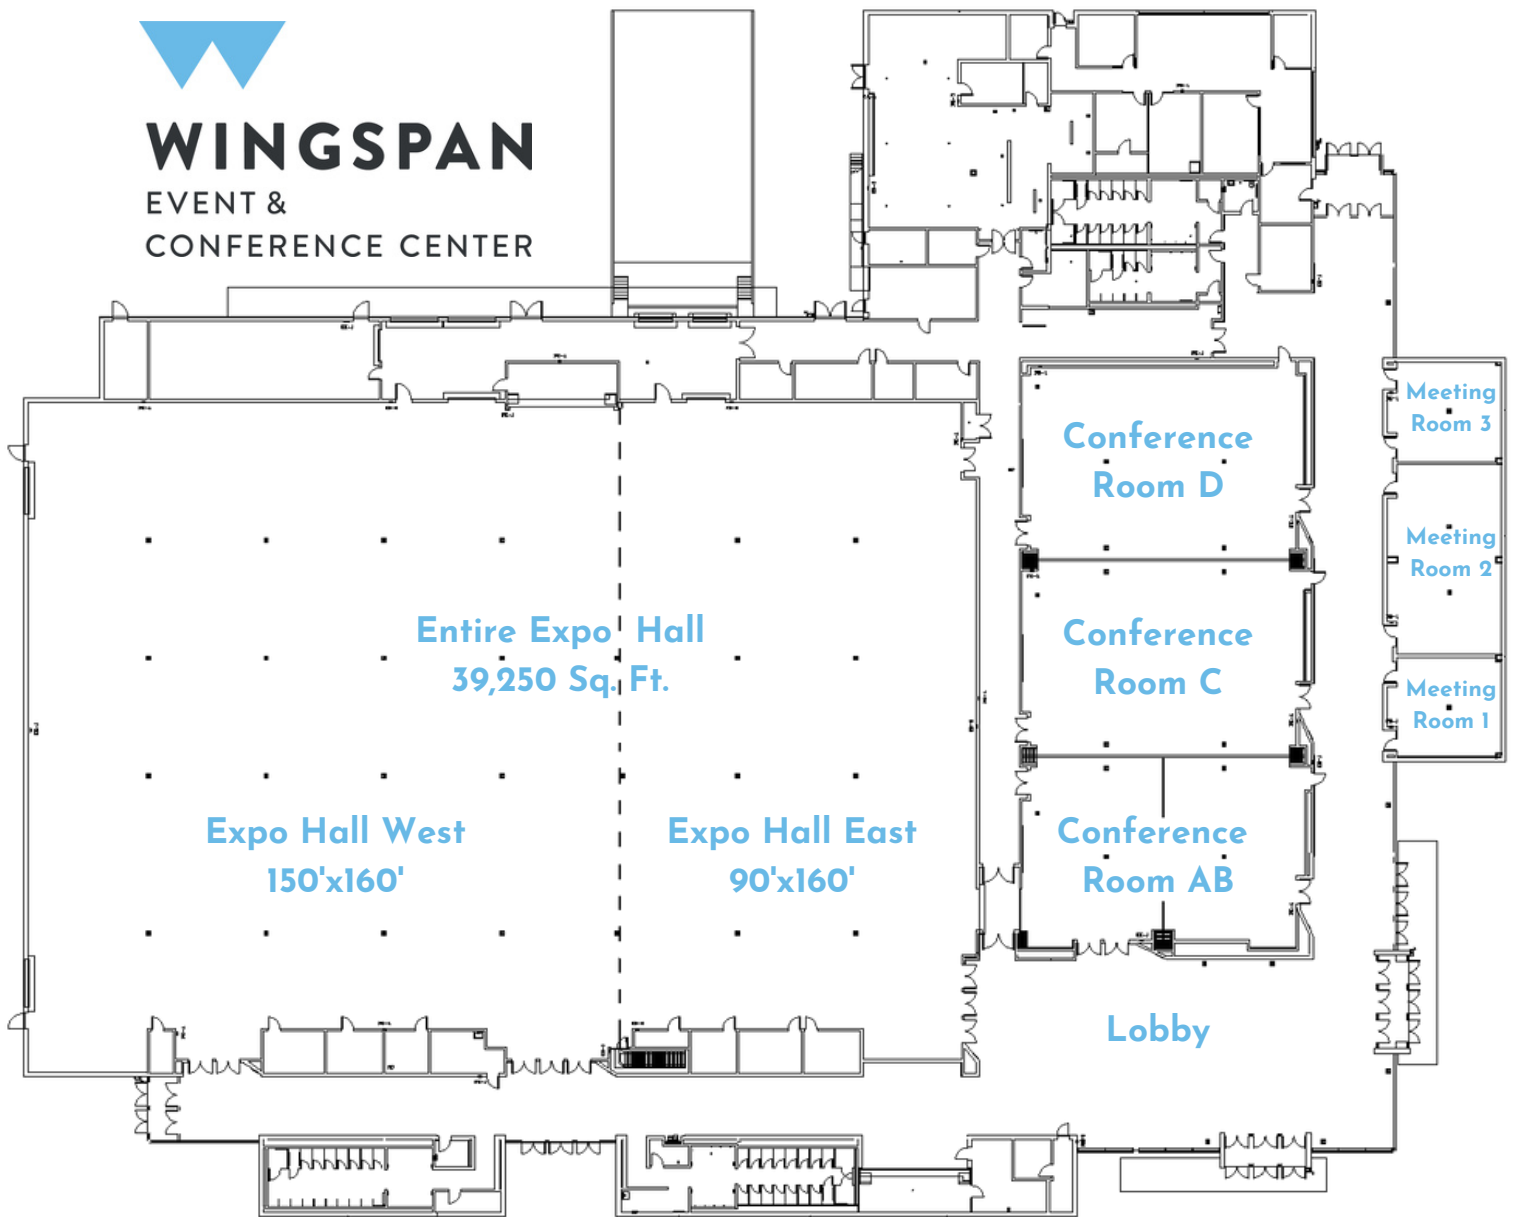 WINGSPAN
EVENT &
CONFERENCE CENTER
Meeting
Room 3
Conference
Room D
Meeting
Room 2
Entire Expo Hall
39,250 Sq. Ft.
Conference
Room C
Meeting
Room 1
Expo Hall West
150'x160'
Expo Hall East
90'x160'
Conference
Room AB
Lobby